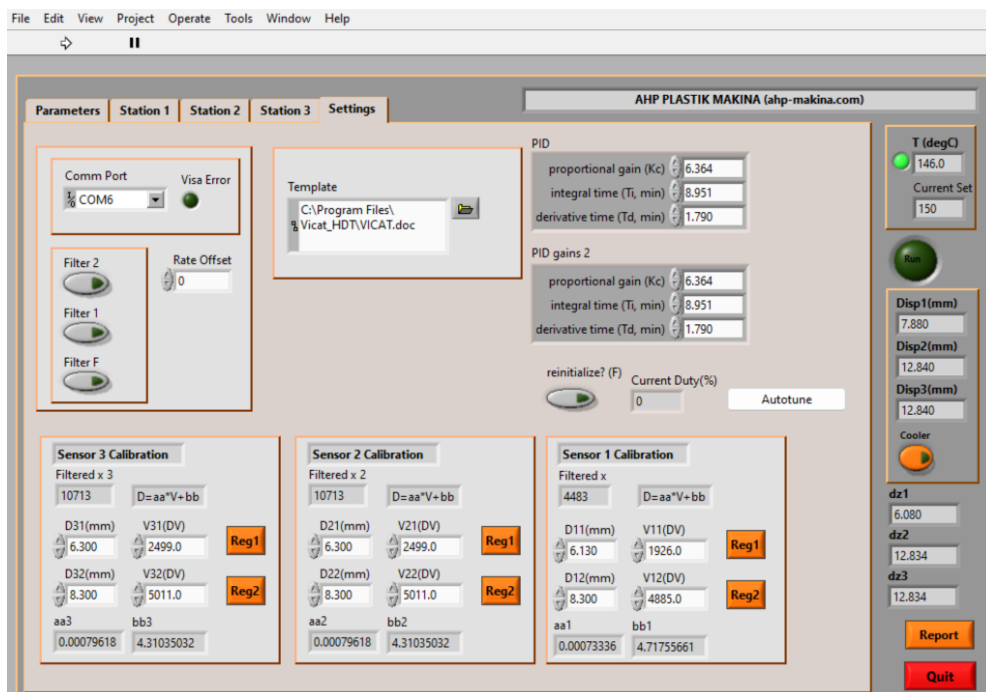 File Edit View Project Operate Tools Window Help
AHP PLASTIK MAKINA (ahp-makina.com)
Parameters Station 1 Station 2 Station 3 Settings
Comm Port
COM6
Visa Error
Filter 2
Filter 1
Filter F
Rate Offset
0
Template
C:\Program Files\
Vicat_HDT\VICAT.doc
PID
proportional gain (Kc) 6.364
integral time (Ti, min) 8.951
derivative time (Td, min) 1.790
PID gains 2
proportional gain (Kc) 6.364
integral time (Ti, min) 8.951
derivative time (Td, min) 1.790
reinitialize? (F)
Current Duty(%)
0
Autotune
Sensor 3 Calibration
Filtered x 3
10713 D=aa*V+bb
D31(mm) V31(DV)
6.300 2499.0 Reg1
D32(mm) V32(DV)
8.300 5011.0 Reg2
aa3 bb3
0.00079618 4.31035032
Sensor 2 Calibration
Filtered x 2
10713 D=aa*V+bb
D21(mm) V21(DV)
6.300 2499.0 Reg1
D22(mm) V22(DV)
8.300 5011.0 Reg2
aa2 bb2
0.00079618 4.31035032
Sensor 1 Calibration
Filtered x
4483 D=aa*V+bb
D11(mm) V11(DV)
6.130 1926.0 Reg1
D12(mm) V12(DV)
8.300 4885.0 Reg2
aa1 bb1
0.00073336 4.71755661
T (degC)
146.0
Current Set
150
Run
Disp1(mm)
7.880
Disp2(mm)
12.840
Disp3(mm)
12.840
Cooler
dz1
6.080
dz2
12.834
dz3
12.834
Report
Quit